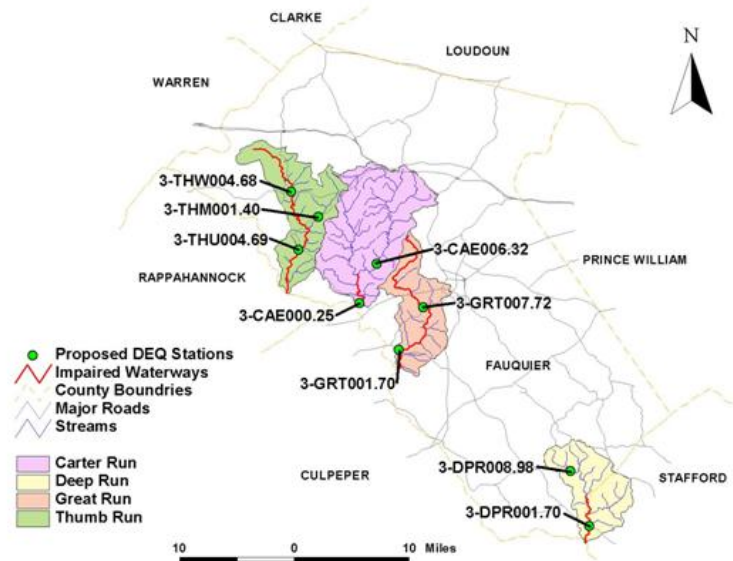 CLARKE
LOUDOUN
N
WARREN
3-THW004.68
3-THM001.40
3-THU004.69
3-CAE006.32
PRINCE WILLIAM
RAPPAHANNOCK
3-GRT007.72
3-CAE000.25
Proposed DEQ Stations
Impaired Waterways
County Boundries
Major Roads
Streams
FAUQUIER
3-GRT001.70
Carter Run
Deep Run
Great Run
Thumb Run
CULPEPER
3-DPR008.98
STAFFORD
3-DPR001.70
10 0 10 Miles